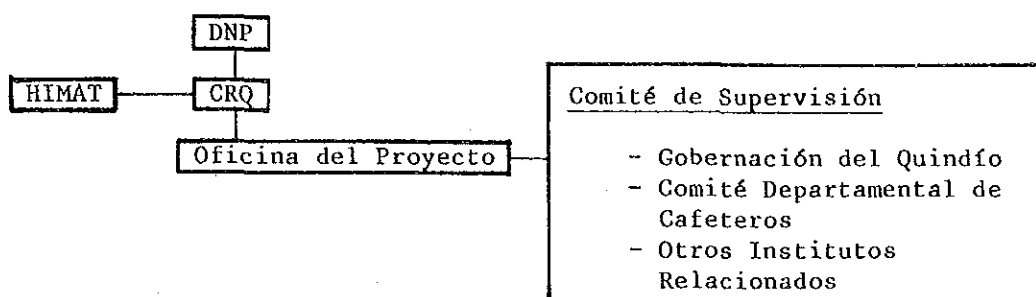 DNP
HIMAT
CRQ
Oficina del Proyecto
Comité de Supervisión
- Gobernación del Quindío
- Comité Departamental de
Cafeteros
- Otros Institutos
Relacionados